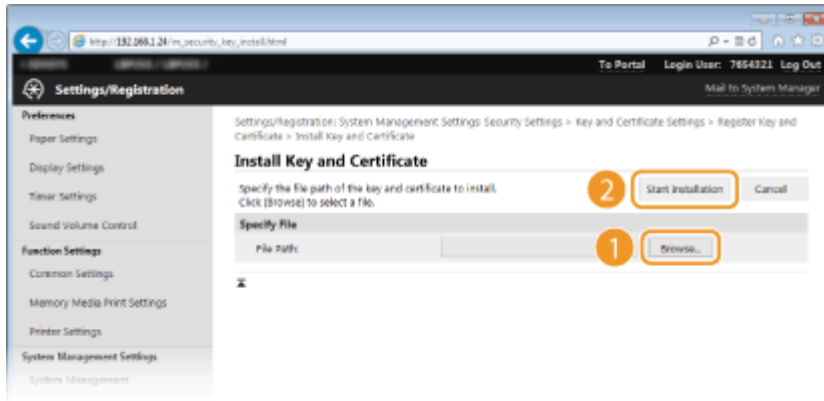 http://192.168.1.24/m_security_key_install.html
To Portal Login User: 7654321 Log Out
Settings/Registration Mail to System Manager
Preferences
Paper Settings
Display Settings
Timer Settings
Sound Volume Control
Function Settings
Common Settings
Memory Media Print Settings
Printer Settings
System Management Settings
System Management
Settings/Registration: System Management Settings: Security Settings > Key and Certificate Settings > Register Key and
Certificate > Install Key and Certificate
Install Key and Certificate
Specify the file path of the key and certificate to install.
Click [Browse] to select a file.
2 Start Installation Cancel
Specify File
File Path: 1 Browse...